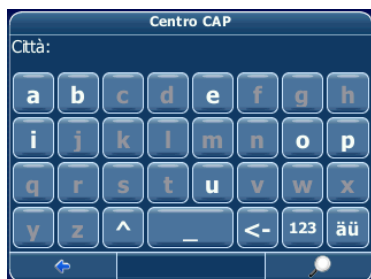 Centro CAP
Città:
a b c d e f g h
i j k l m n o p
q r s t u v w x
y z ^ _ <- 123 äü